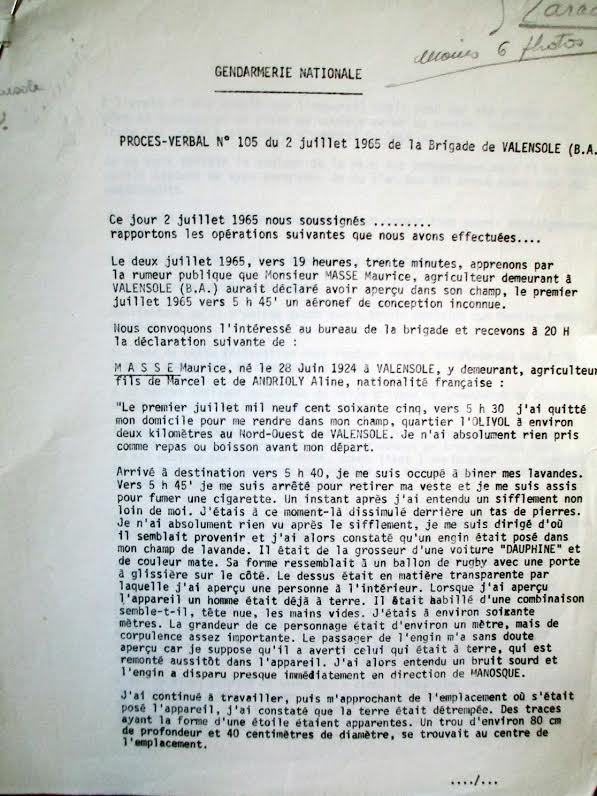 moins 6 photos
GENDARMERIE NATIONALE
PROCES-VERBAL N° 105 du 2 juillet 1965 de la Brigade de VALENSOLE (B.A.
Ce jour 2 juillet 1965 nous soussignés .........
rapportons les opérations suivantes que nous avons effectuées....
Le deux juillet 1965, vers 19 heures, trente minutes, apprenons par
la rumeur publique que Monsieur MASSE Maurice, agriculteur demeurant à
VALENSOLE (B.A.) aurait déclaré avoir aperçu dans son champ, le premier
juillet 1965 vers 5 h 45' un aéronef de conception inconnue.
Nous convoquons l'intéressé au bureau de la brigade et recevons à 20 H
la déclaration suivante de :
M A S S E Maurice, né le 28 Juin 1924 à VALENSOLE, y demeurant, agriculteur
fils de Marcel et de ANDRIOLY Aline, nationalité française :
"Le premier juillet mil neuf cent soixante cinq, vers 5 h 30 j'ai quitté
mon domicile pour me rendre dans mon champ, quartier l'OLIVOL à environ
deux kilomètres au Nord-Ouest de VALENSOLE. Je n'ai absolument rien pris
comme repas ou boisson avant mon départ.
Arrivé à destination vers 5 h 40, je me suis occupé à biner mes lavandes.
Vers 5 h 45' je me suis arrêté pour retirer ma veste et je me suis assis
pour fumer une cigarette. Un instant après j'ai entendu un sifflement non
loin de moi. J'étais à ce moment-là dissimulé derrière un tas de pierres.
Je n'ai absolument rien vu après le sifflement, je me suis dirigé d'où
il semblait provenir et j'ai alors constaté qu'un engin était posé dans
mon champ de lavande. Il était de la grosseur d'une voiture "DAUPHINE" et
de couleur mate. Sa forme ressemblait à un ballon de rugby avec une porte
à glissière sur le côté. Le dessus était en matière transparente par
laquelle j'ai aperçu une personne à l'intérieur. Lorsque j'ai aperçu
l'appareil un homme était déjà à terre. Il était habillé d'une combinaison
semble-t-il, tête nue, les mains vides. J'étais à environ soixante
mètres. La grandeur de ce personnage était d'environ un mètre, mais de
corpulence assez importante. Le passager de l'engin m'a sans doute
aperçu car je suppose qu'il a averti celui qui était à terre, qui est
remonté aussitôt dans l'appareil. J'ai alors entendu un bruit sourd et
l'engin a disparu presque immédiatement en direction de MANOSQUE.
J'ai continué à travailler, puis m'approchant de l'emplacement où s'était
posé l'appareil, j'ai constaté que la terre était détrempée. Des traces
ayant la forme d'une étoile étaient apparentes. Un trou d'environ 80 cm
de profondeur et 40 centimètres de diamètre, se trouvait au centre de
l'emplacement.
..../...